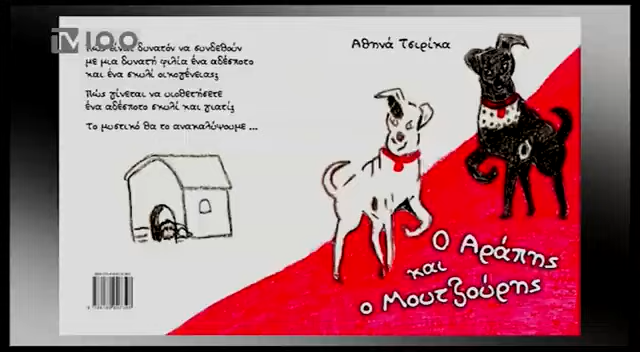 TV100
Πώς είναι δυνατόν να συνδεθούν
με μια δυνατή φιλία ένα αδέσποτο
και ένα σκυλί οικογένειας;
Πώς γίνεται να υιοθετήσετε
ένα αδέσποτο σκυλί και γιατί;
Το μυστικό θα το ανακαλύψουμε ...
Αθηνά Τσιρίκα
Ο Αράπης
και
ο Μουτζούρης